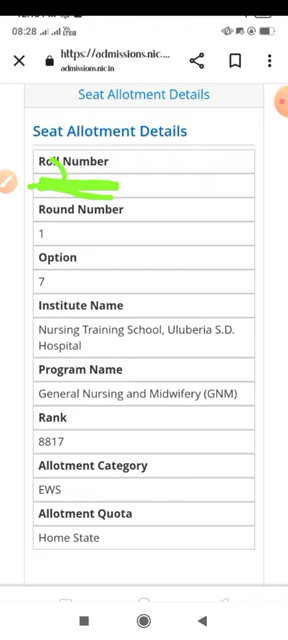 08:28
https://admissions.nic....
admissions.nic.in
Seat Allotment Details
Seat Allotment Details
Roll Number
Round Number
1
Option
7
Institute Name
Nursing Training School, Uluberia S.D.
Hospital
Program Name
General Nursing and Midwifery (GNM)
Rank
8817
Allotment Category
EWS
Allotment Quota
Home State